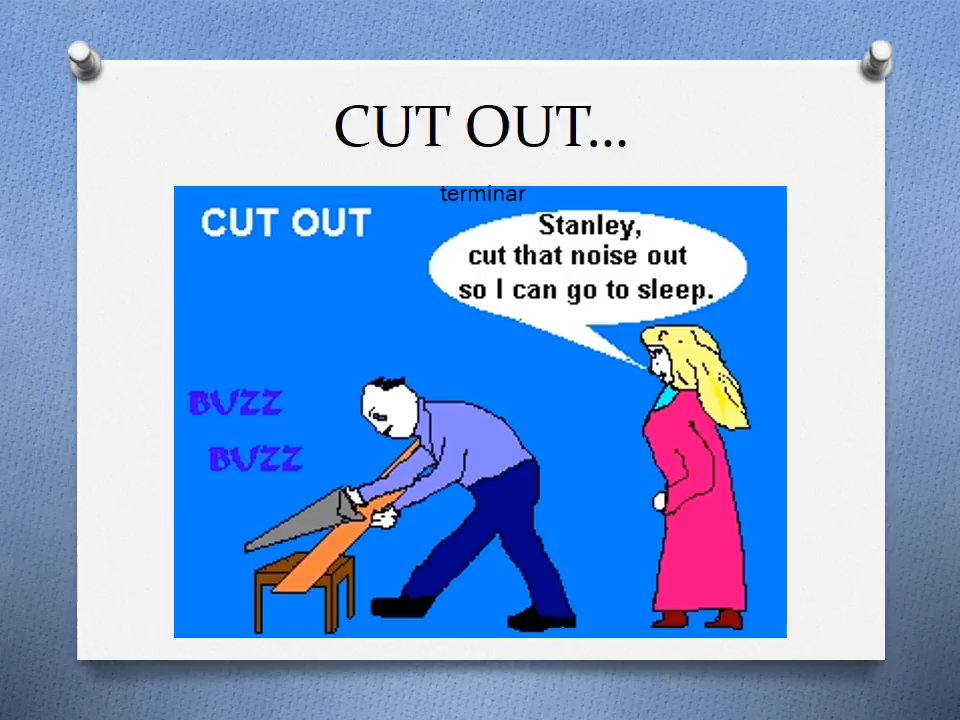 CUT OUT...
terminar
CUT OUT
Stanley,
cut that noise out
so I can go to sleep.
BUZZ
BUZZ